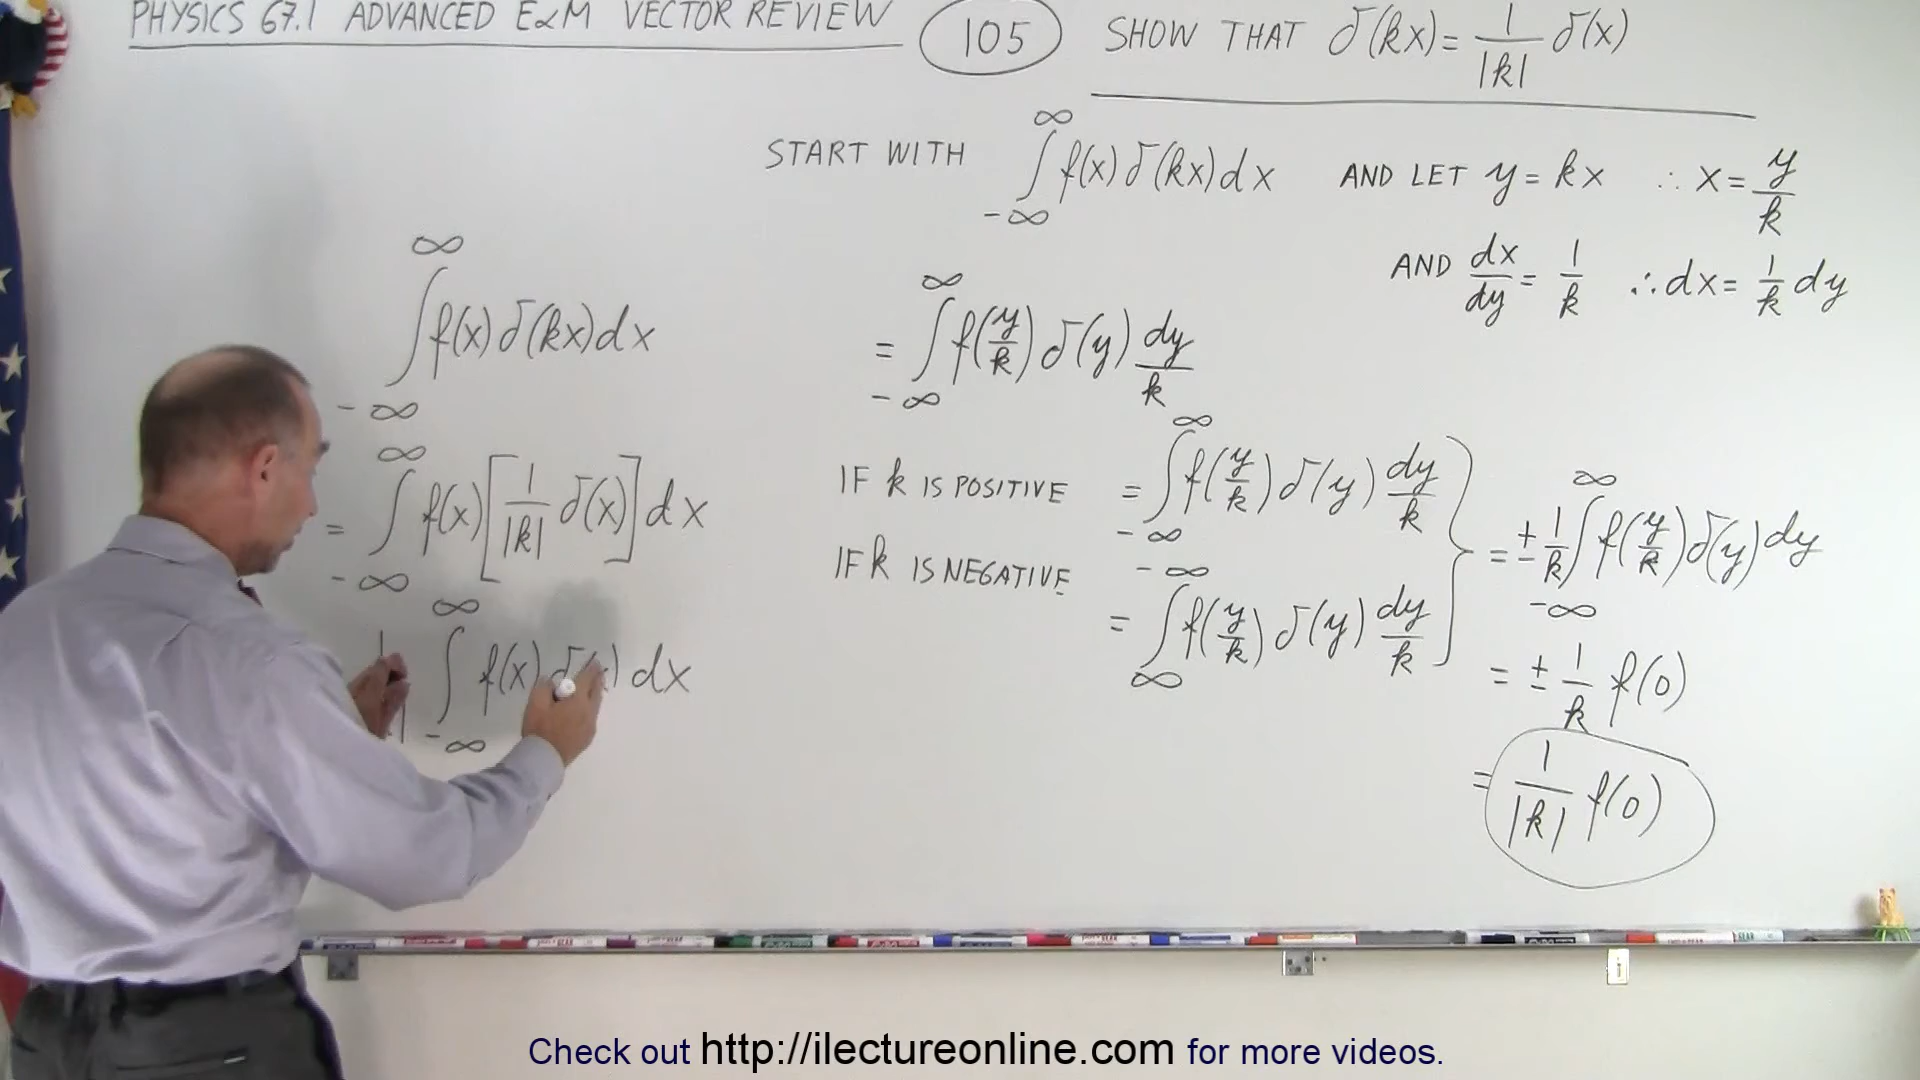 PHYSICS 67.1 ADVANCED E&M VECTOR REVIEW
105
SHOW THAT δ(kx) = 1/|k| δ(x)
START WITH ∫_{-∞}^{∞} f(x) δ(kx) dx AND LET y = kx ∴ x = y/k
AND dx/dy = 1/k ∴ dx = 1/k dy
∫_{-∞}^{∞} f(x) δ(kx) dx
= ∫_{-∞}^{∞} f(x) [1/|k| δ(x)] dx
∫_{-∞}^{∞} f(x) δ(x) dx
= ∫_{-∞}^{∞} f(y/k) δ(y) dy/k
IF k IS POSITIVE = ∫_{-∞}^{∞} f(y/k) δ(y) dy/k
IF k IS NEGATIVE = ∫_{∞}^{-∞} f(y/k) δ(y) dy/k
= ± 1/k ∫_{-∞}^{∞} f(y/k) δ(y) dy
= ± 1/k f(0)
= 1/|k| f(0)
Check out http://ilectureonline.com for more videos.